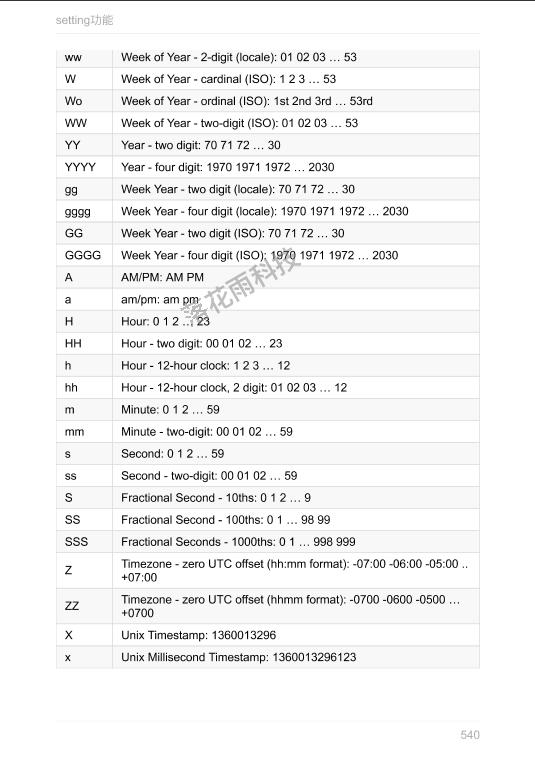 setting功能
ww Week of Year - 2-digit (locale): 01 02 03 … 53
W Week of Year - cardinal (ISO): 1 2 3 … 53
Wo Week of Year - ordinal (ISO): 1st 2nd 3rd … 53rd
WW Week of Year - two-digit (ISO): 01 02 03 … 53
YY Year - two digit: 70 71 72 … 30
YYYY Year - four digit: 1970 1971 1972 … 2030
gg Week Year - two digit (locale): 70 71 72 … 30
gggg Week Year - four digit (locale): 1970 1971 1972 … 2030
GG Week Year - two digit (ISO): 70 71 72 … 30
GGGG Week Year - four digit (ISO): 1970 1971 1972 … 2030
A AM/PM: AM PM
a am/pm: am pm
落花雨科技
H Hour: 0 1 2 … 23
HH Hour - two digit: 00 01 02 … 23
h Hour - 12-hour clock: 1 2 3 … 12
hh Hour - 12-hour clock, 2 digit: 01 02 03 … 12
m Minute: 0 1 2 … 59
mm Minute - two-digit: 00 01 02 … 59
s Second: 0 1 2 … 59
ss Second - two-digit: 00 01 02 … 59
S Fractional Second - 10ths: 0 1 2 … 9
SS Fractional Second - 100ths: 0 1 … 98 99
SSS Fractional Seconds - 1000ths: 0 1 … 998 999
Z Timezone - zero UTC offset (hh:mm format): -07:00 -06:00 -05:00 ..
+07:00
ZZ Timezone - zero UTC offset (hhmm format): -0700 -0600 -0500 …
+0700
X Unix Timestamp: 1360013296
x Unix Millisecond Timestamp: 1360013296123
540